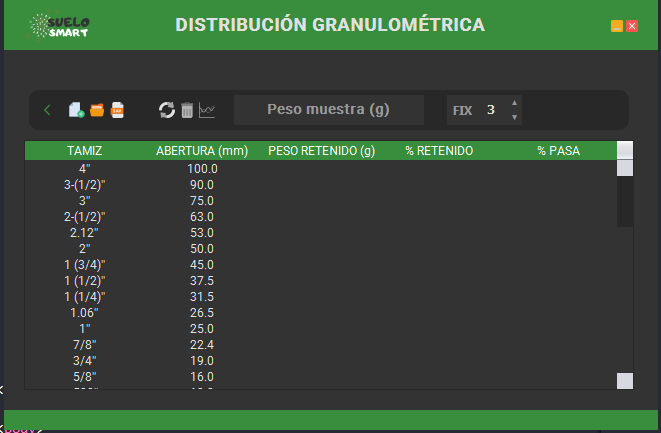 SUELO
SMART
DISTRIBUCIÓN GRANULOMÉTRICA
Peso muestra (g)
FIX 3
TAMIZ ABERTURA (mm) PESO RETENIDO (g) % RETENIDO % PASA
4" 100.0
3-(1/2)" 90.0
3" 75.0
2-(1/2)" 63.0
2.12" 53.0
2" 50.0
1 (3/4)" 45.0
1 (1/2)" 37.5
1 (1/4)" 31.5
1.06" 26.5
1" 25.0
7/8" 22.4
3/4" 19.0
5/8" 16.0